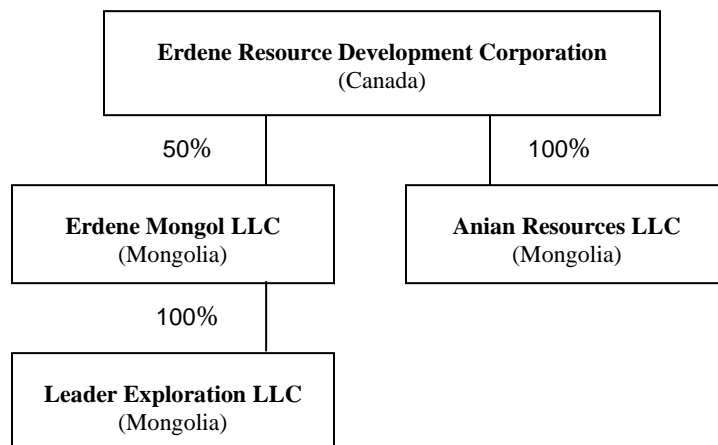 Erdene Resource Development Corporation
(Canada)
50%
100%
Erdene Mongol LLC
(Mongolia)
Anian Resources LLC
(Mongolia)
100%
Leader Exploration LLC
(Mongolia)